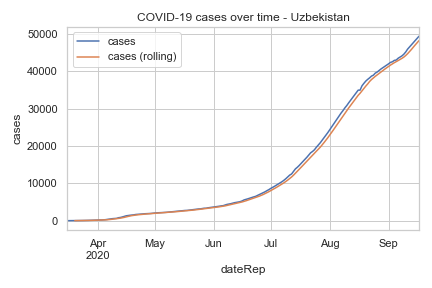 COVID-19 cases over time - Uzbekistan
cases
cases (rolling)
50000
40000
30000
20000
10000
0
cases
Apr May Jun Jul Aug Sep
2020
dateRep